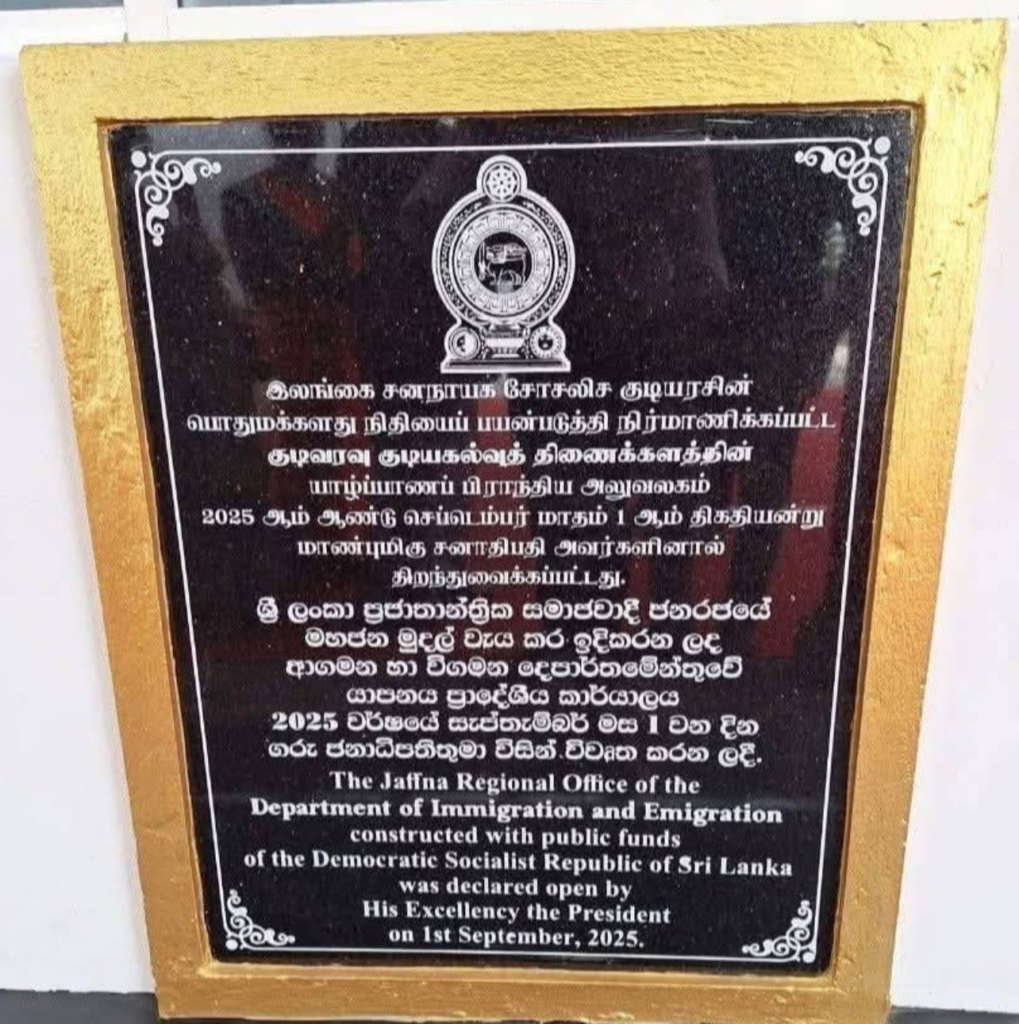 இலங்கை சனநாயக சோசலிச குடியரசின்
பொதுமக்களது நிதியைப் பயன்படுத்தி நிர்மாணிக்கப்பட்ட
குடிவரவு குடியகல்வுத் திணைக்களத்தின்
யாழ்ப்பாணப் பிராந்திய அலுவலகம்
2025 ஆம் ஆண்டு செப்டெம்பர் மாதம் 1 ஆம் திகதியன்று
மாண்புமிகு சனாதிபதி அவர்களினால்
திறந்துவைக்கப்பட்டது.
ශ්‍රී ලංකා ප්‍රජාතාන්ත්‍රික සමාජවාදී ජනරජයේ
මහජන මුදල් වැය කර ඉදිකරන ලද
ආගමන හා විගමන දෙපාර්තමේන්තුවේ
යාපනය ප්‍රාදේශීය කාර්යාලය
2025 වර්ෂයේ සැප්තැම්බර් මස 1 වන දින
ගරු ජනාධිපතිතුමා විසින් විවෘත කරන ලදී.
The Jaffna Regional Office of the
Department of Immigration and Emigration
constructed with public funds
of the Democratic Socialist Republic of Sri Lanka
was declared open by
His Excellency the President
on 1st September, 2025.